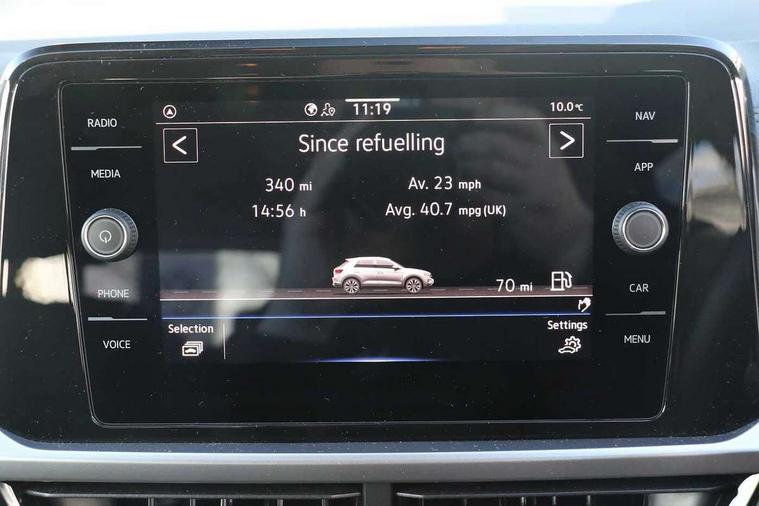 RADIO
MEDIA
PHONE
VOICE
11:19
10.0°C
< Since refuelling >
340 mi Av. 23 mph
14:56 h Avg. 40.7 mpg (UK)
70 mi
Selection
Settings
NAV
APP
CAR
MENU